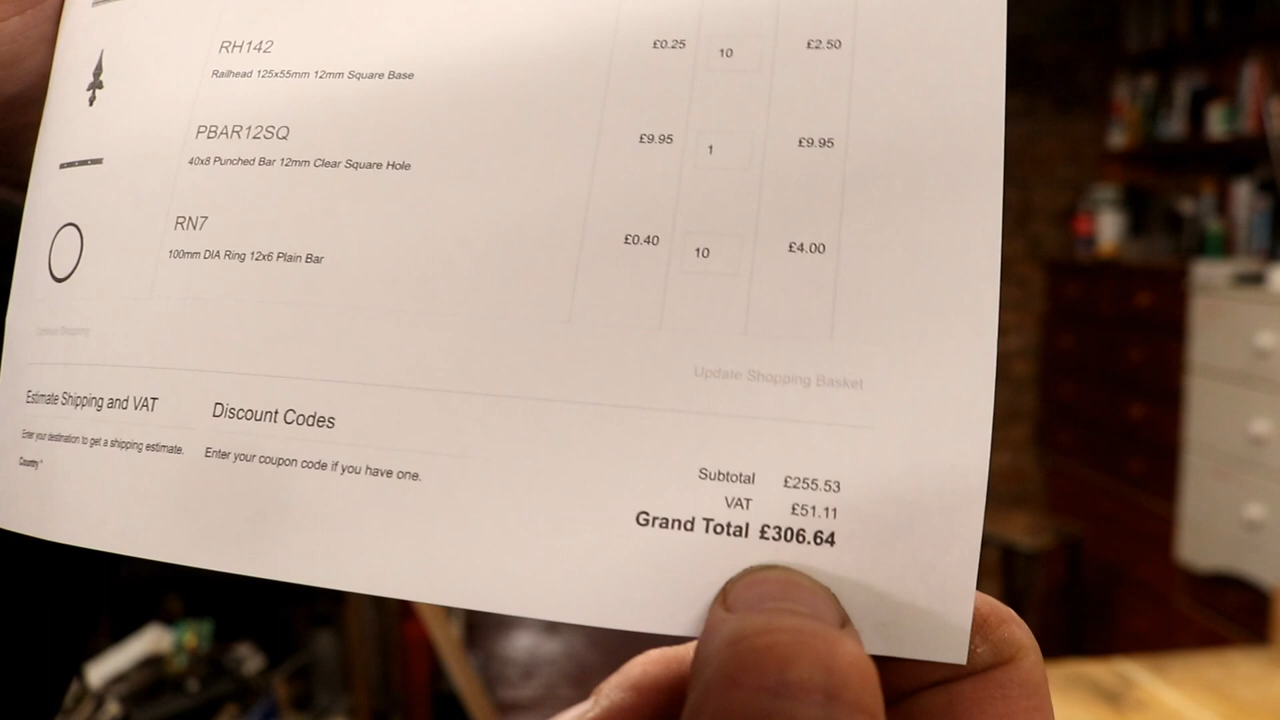 RH142 £0.25 10 £2.50
Railhead 125x55mm 12mm Square Base
PBAR12SQ £9.95 1 £9.95
40x8 Punched Bar 12mm Clear Square Hole
RN7 £0.40 10 £4.00
100mm DIA Ring 12x6 Plain Bar
Update Shopping Basket
Estimate Shipping and VAT
Discount Codes
Enter your destination to get a shipping estimate.
Enter your coupon code if you have one.
Country *
Subtotal £255.53
VAT £51.11
Grand Total £306.64